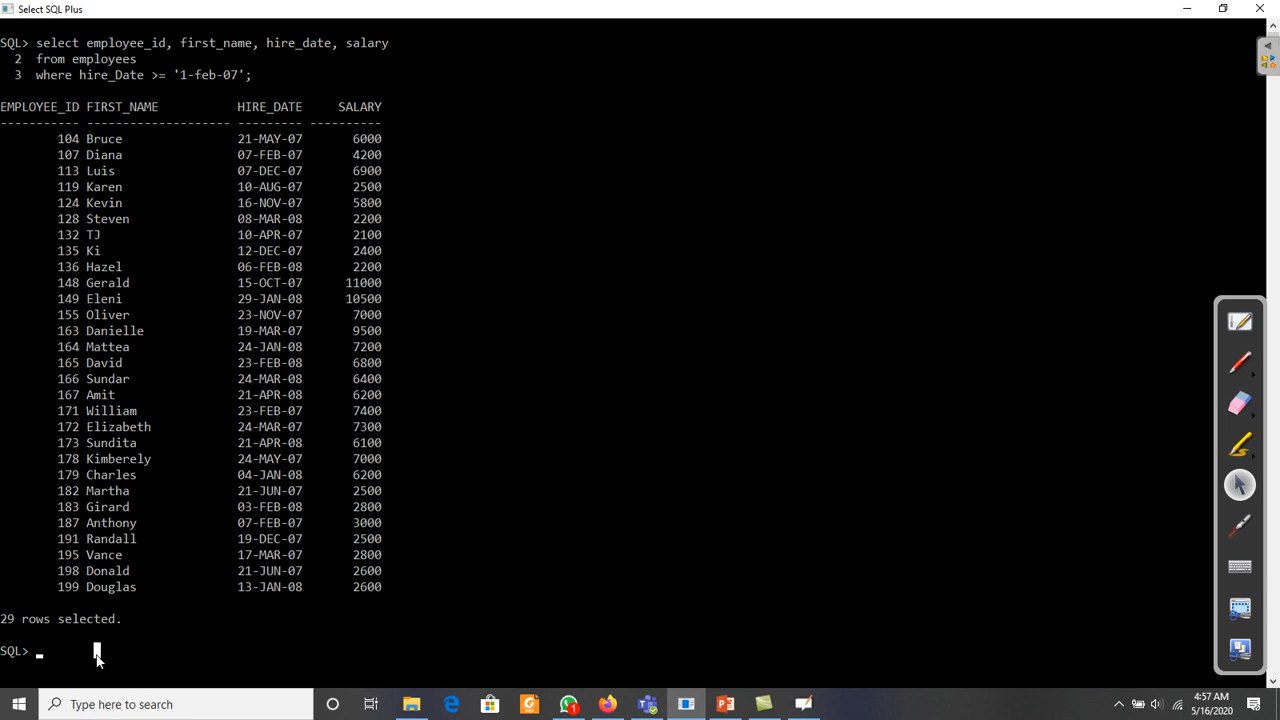 Select SQL Plus
SQL> select employee_id, first_name, hire_date, salary
2 from employees
3 where hire_Date >= '1-feb-07';
EMPLOYEE_ID FIRST_NAME HIRE_DATE SALARY
----------- -------------------- --------- ----------
104 Bruce 21-MAY-07 6000
107 Diana 07-FEB-07 4200
113 Luis 07-DEC-07 6900
119 Karen 10-AUG-07 2500
124 Kevin 16-NOV-07 5800
128 Steven 08-MAR-08 2200
132 TJ 10-APR-07 2100
135 Ki 12-DEC-07 2400
136 Hazel 06-FEB-08 2200
148 Gerald 15-OCT-07 11000
149 Eleni 29-JAN-08 10500
155 Oliver 23-NOV-07 7000
163 Danielle 19-MAR-07 9500
164 Mattea 24-JAN-08 7200
165 David 23-FEB-08 6800
166 Sundar 24-MAR-08 6400
167 Amit 21-APR-08 6200
171 William 23-FEB-07 7400
172 Elizabeth 24-MAR-07 7300
173 Sundita 21-APR-08 6100
178 Kimberely 24-MAY-07 7000
179 Charles 04-JAN-08 6200
182 Martha 21-JUN-07 2500
183 Girard 03-FEB-08 2800
187 Anthony 07-FEB-07 3000
191 Randall 19-DEC-07 2500
195 Vance 17-MAR-07 2800
198 Donald 21-JUN-07 2600
199 Douglas 13-JAN-08 2600
29 rows selected.
SQL>
Type here to search
1
4:57 AM
5/16/2020